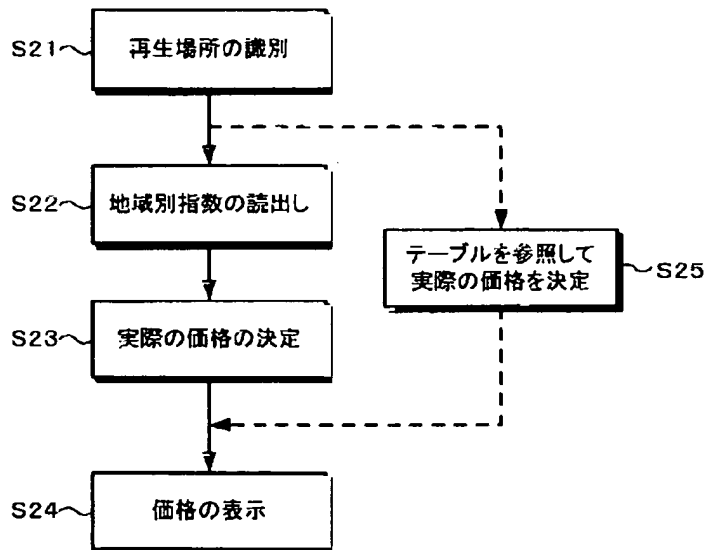 S21
再生場所の識別
S22
地域別指数の読出し
テーブルを参照して
実際の価格を決定
S25
S23
実際の価格の決定
S24
価格の表示